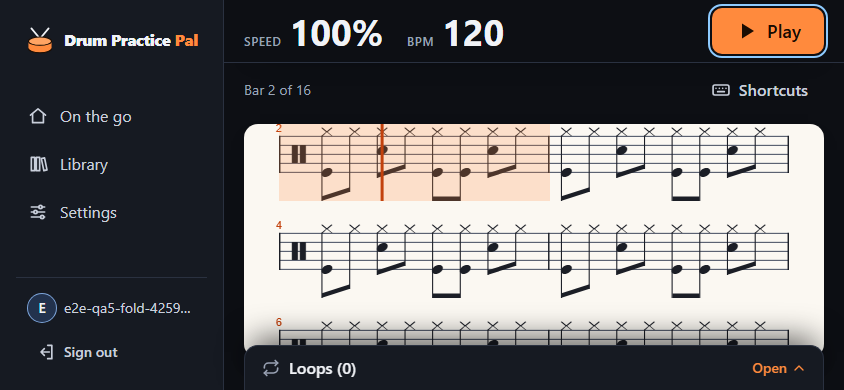 Drum Practice Pal
SPEED 100% BPM 120
Play
On the go
Library
Settings
E e2e-qa5-fold-4259...
Sign out
Bar 2 of 16
Shortcuts
2
4
6
Loops (0)
Open